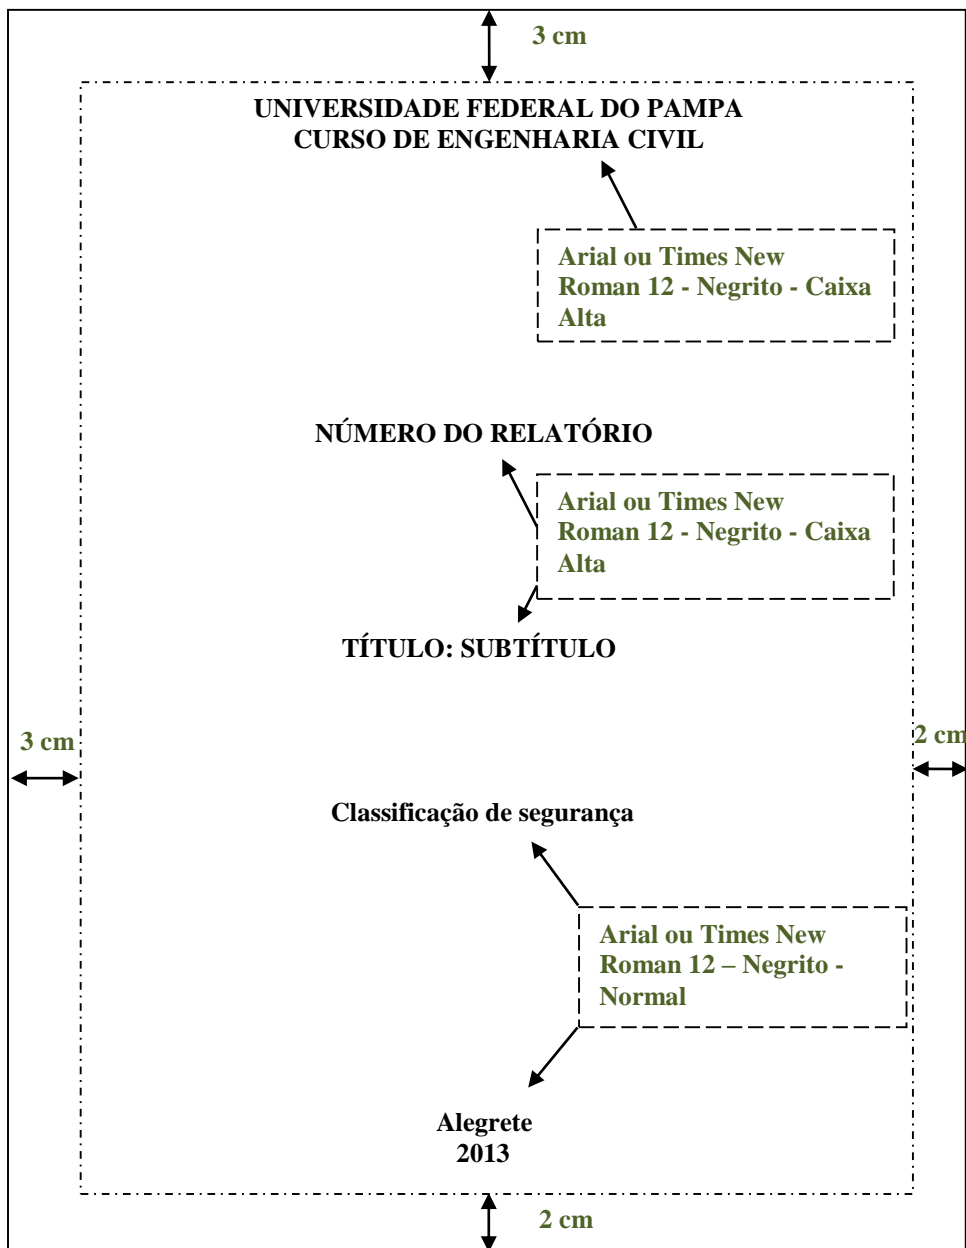 3 cm
UNIVERSIDADE FEDERAL DO PAMPA
CURSO DE ENGENHARIA CIVIL
Arial ou Times New
Roman 12 - Negrito - Caixa
Alta
NÚMERO DO RELATÓRIO
Arial ou Times New
Roman 12 - Negrito - Caixa
Alta
TÍTULO: SUBTÍTULO
3 cm
2 cm
Classificação de segurança
Arial ou Times New
Roman 12 – Negrito -
Normal
Alegrete
2013
2 cm